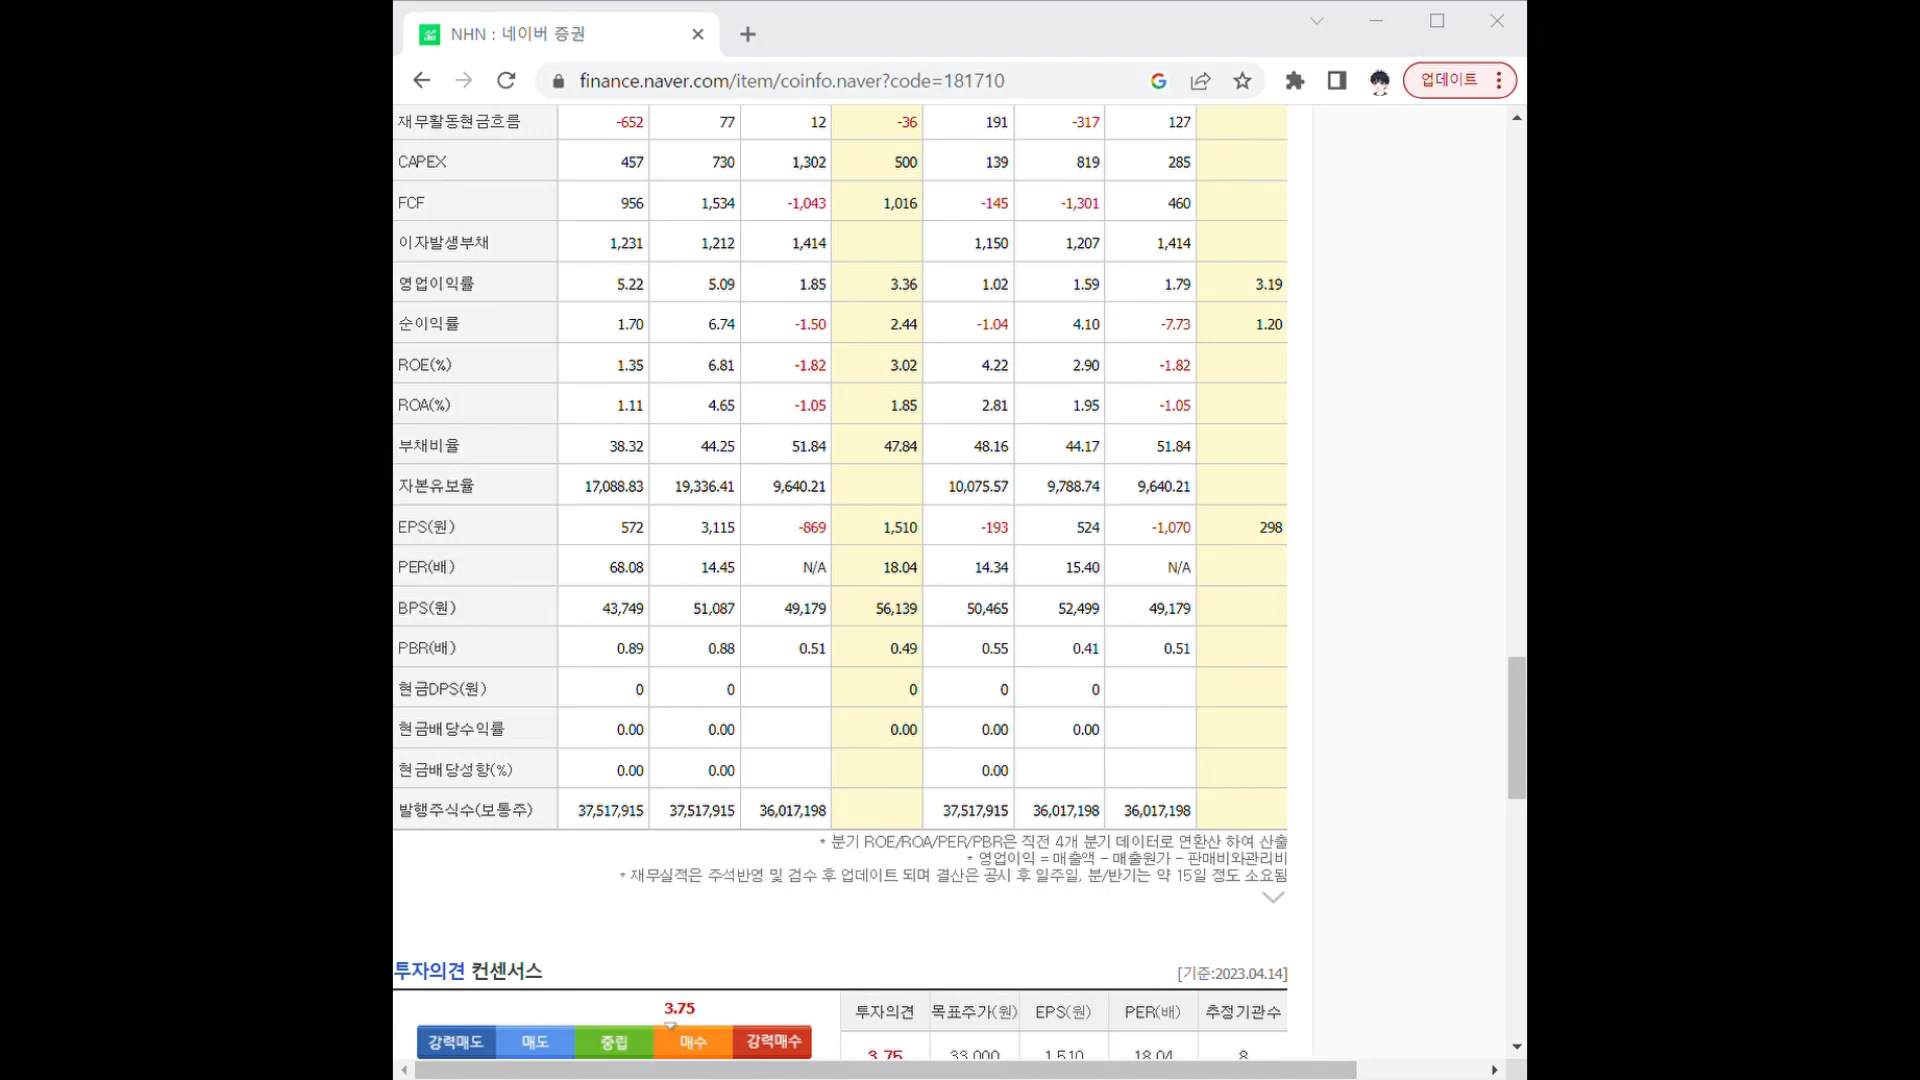 NHN : 네이버 증권
finance.naver.com/item/coinfo.naver?code=181710
업데이트
재무활동현금흐름 -652 77 12 -36 191 -317 127
CAPEX 457 730 1,302 500 139 819 285
FCF 956 1,534 -1,043 1,016 -145 -1,301 460
이자발생부채 1,231 1,212 1,414 1,150 1,207 1,414
영업이익률 5.22 5.09 1.85 3.36 1.02 1.59 1.79 3.19
순이익률 1.70 6.74 -1.50 2.44 -1.04 4.10 -7.73 1.20
ROE(%) 1.35 6.81 -1.82 3.02 4.22 2.90 -1.82
ROA(%) 1.11 4.65 -1.05 1.85 2.81 1.95 -1.05
부채비율 38.32 44.25 51.84 47.84 48.16 44.17 51.84
자본유보율 17,088.83 19,336.41 9,640.21 10,075.57 9,788.74 9,640.21
EPS(원) 572 3,115 -869 1,510 -193 524 -1,070 298
PER(배) 68.08 14.45 N/A 18.04 14.34 15.40 N/A
BPS(원) 43,749 51,087 49,179 56,139 50,465 52,499 49,179
PBR(배) 0.89 0.88 0.51 0.49 0.55 0.41 0.51
현금DPS(원) 0 0 0 0 0
현금배당수익률 0.00 0.00 0.00 0.00 0.00
현금배당성향(%) 0.00 0.00 0.00
발행주식수(보통주) 37,517,915 37,517,915 36,017,198 37,517,915 36,017,198 36,017,198
* 분기 ROE/ROA/PER/PBR은 직전 4개 분기 데이터로 연환산 하여 산출
* 영업이익 = 매출액 - 매출원가 - 판매비와관리비
* 재무실적은 주석반영 및 검수 후 업데이트 되며 결산은 공시 후 일주일, 분/반기는 약 15일 정도 소요됨
투자의견 컨센서스 [기준:2023.04.14]
3.75
강력매도 매도 중립 매수 강력매수
투자의견 목표주가(원) EPS(원) PER(배) 추정기관수
3.75 33,000 1,510 18.04 8